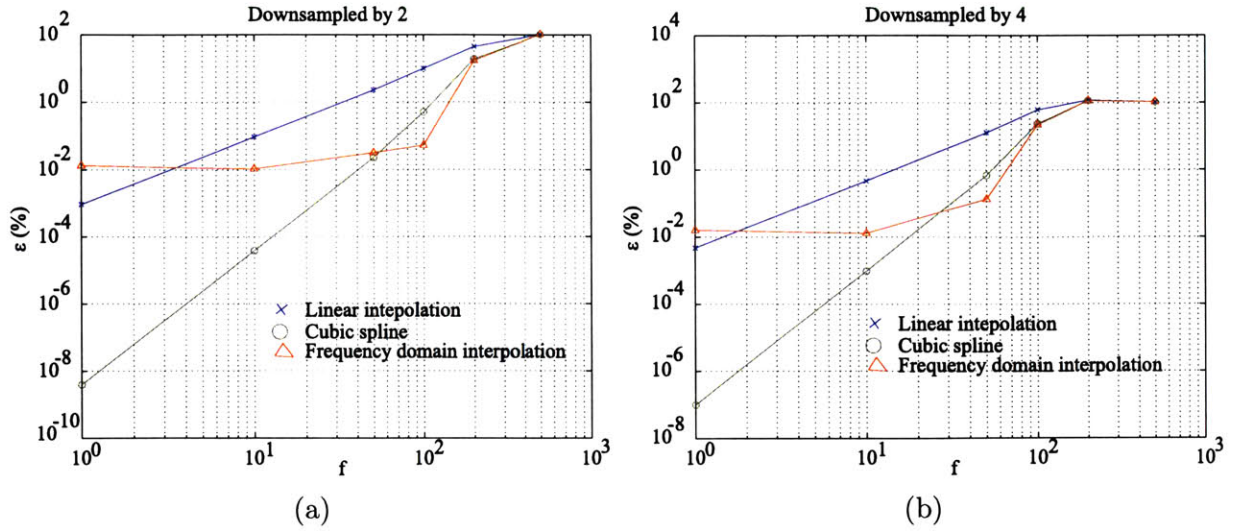 Downsampled by 2
10^2
10^0
10^-2
10^-4
10^-6
10^-8
10^-10
ε (%)
Linear intepolation
Cubic spline
Frequency domain interpolation
10^0
10^1
10^2
10^3
f
(a)
Downsampled by 4
10^4
10^2
10^0
10^-2
10^-4
10^-6
10^-7
10^-8
ε (%)
Linear intepolation
Cubic spline
Frequency domain interpolation
10^0
10^1
10^2
10^3
f
(b)